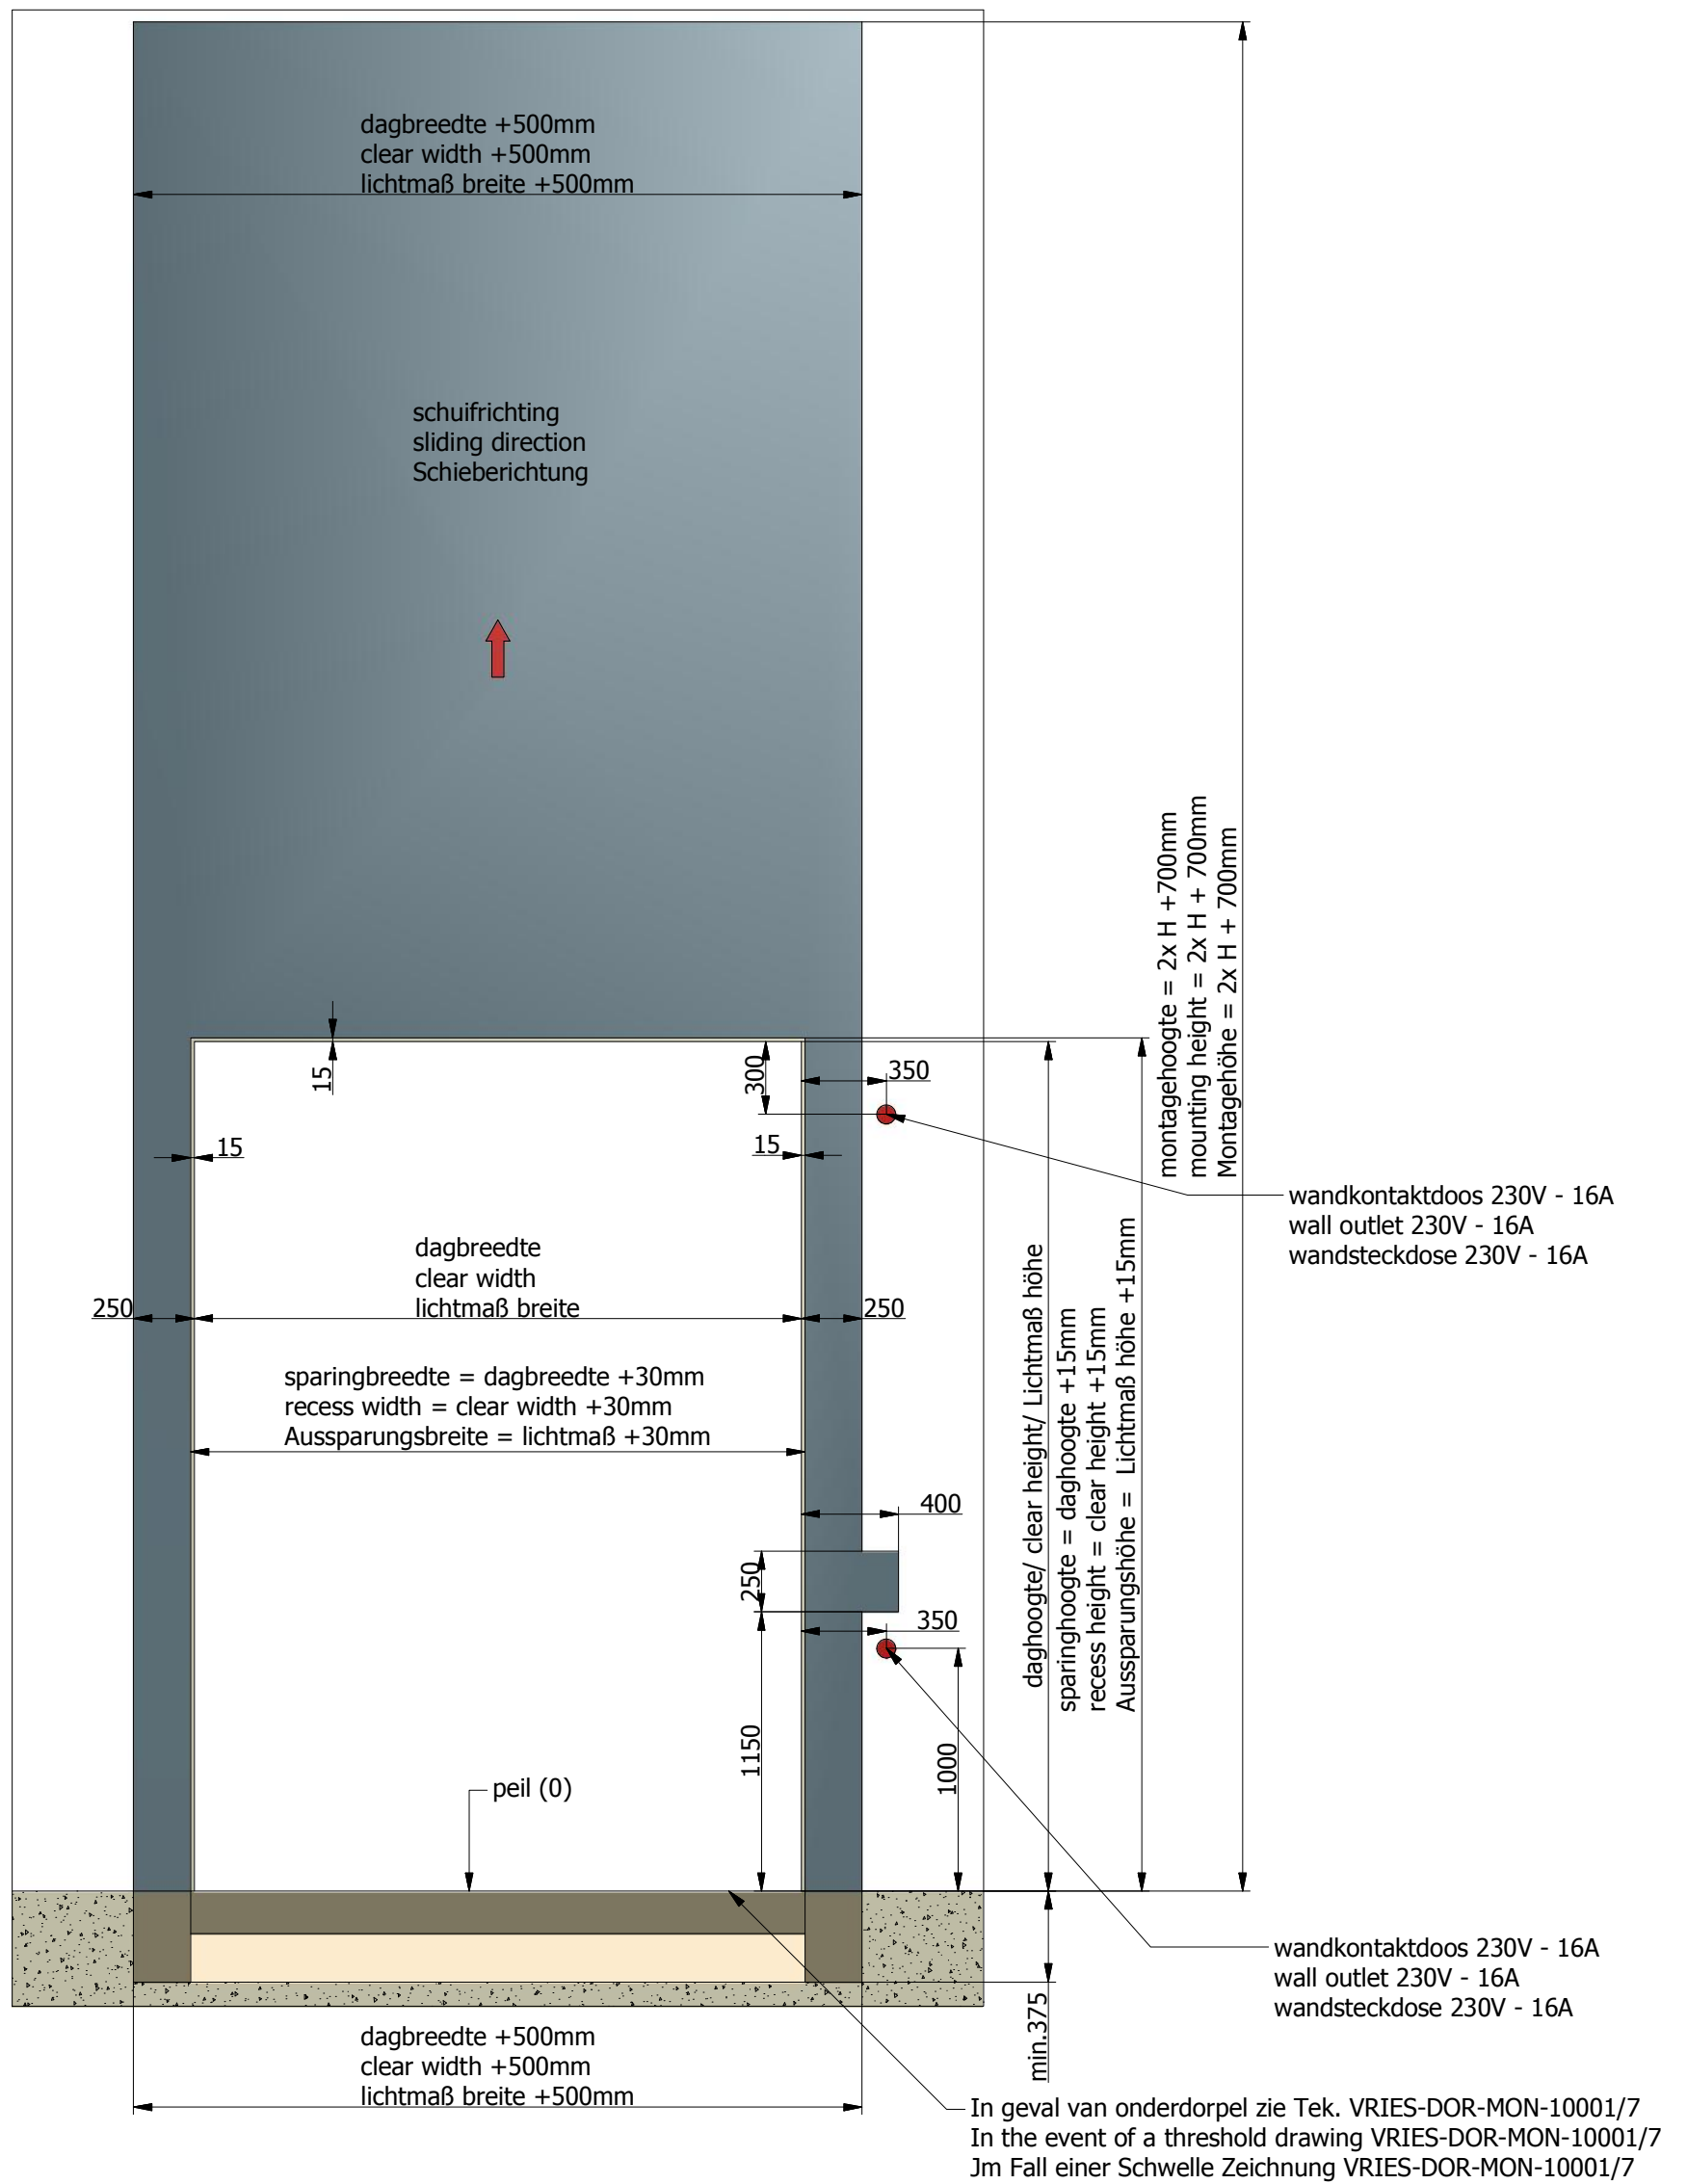 dagbreedte +500mm
clear width +500mm
lichtmaß breite +500mm
schuifrichting
sliding direction
Schieberichtung
montagehoogte = 2x H +700mm
mounting height = 2x H + 700mm
Montagehöhe = 2x H + 700mm
15
300
350
15
15
wandkontaktdoos 230V - 16A
wall outlet 230V - 16A
wandsteckdose 230V - 16A
dagbreedte
clear width
lichtmaß breite
250
250
sparingbreedte = dagbreedte +30mm
recess width = clear width +30mm
Aussparungsbreite = lichtmaß +30mm
daghoogte/ clear height/ Lichtmaß höhe
sparinghoogte = daghoogte +15mm
recess height = clear height +15mm
Aussparungshöhe = Lichtmaß höhe +15mm
400
250
350
1150
1000
peil (0)
wandkontaktdoos 230V - 16A
wall outlet 230V - 16A
wandsteckdose 230V - 16A
min.375
dagbreedte +500mm
clear width +500mm
lichtmaß breite +500mm
In geval van onderdorpel zie Tek. VRIES-DOR-MON-10001/7
In the event of a threshold drawing VRIES-DOR-MON-10001/7
Jm Fall einer Schwelle Zeichnung VRIES-DOR-MON-10001/7